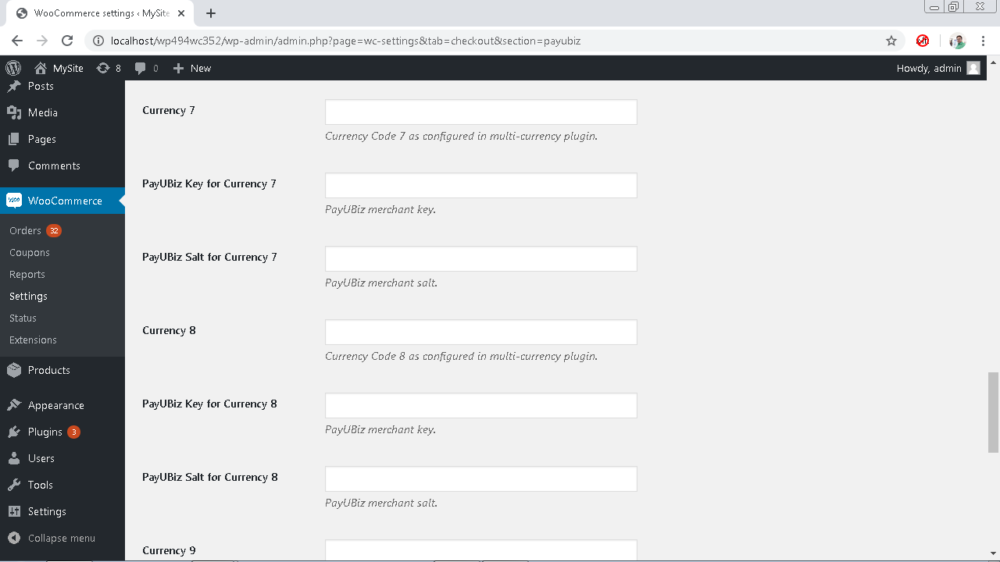 WooCommerce settings ‹ MySite
localhost/wp494wc352/wp-admin/admin.php?page=wc-settings&tab=checkout&section=payubiz
MySite 8 0 New Howdy, admin
Posts
Media
Pages
Comments
WooCommerce
Orders 32
Coupons
Reports
Settings
Status
Extensions
Products
Appearance
Plugins 3
Users
Tools
Settings
Collapse menu
Currency 7
Currency Code 7 as configured in multi-currency plugin.
PayUBiz Key for Currency 7
PayUBiz merchant key.
PayUBiz Salt for Currency 7
PayUBiz merchant salt.
Currency 8
Currency Code 8 as configured in multi-currency plugin.
PayUBiz Key for Currency 8
PayUBiz merchant key.
PayUBiz Salt for Currency 8
PayUBiz merchant salt.
Currency 9